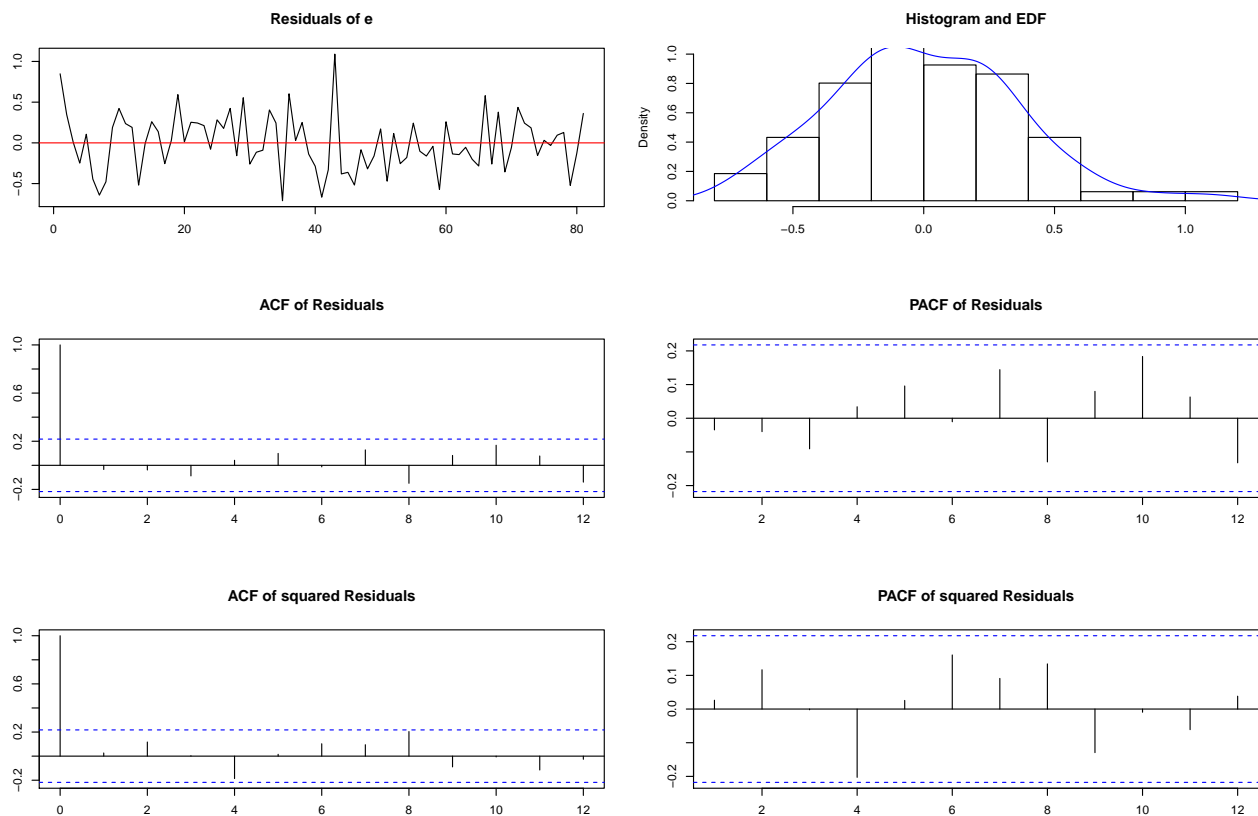 Residuals of e
1.0
0.5
0.0
−0.5
0 20 40 60 80
Histogram and EDF
Density
1.0
0.8
0.6
0.4
0.2
0.0
−0.5 0.0 0.5 1.0
ACF of Residuals
1.0
0.6
0.2
−0.2
0 2 4 6 8 10 12
PACF of Residuals
0.2
0.1
0.0
−0.2
2 4 6 8 10 12
ACF of squared Residuals
1.0
0.6
0.2
−0.2
0 2 4 6 8 10 12
PACF of squared Residuals
0.2
0.1
0.0
−0.2
2 4 6 8 10 12